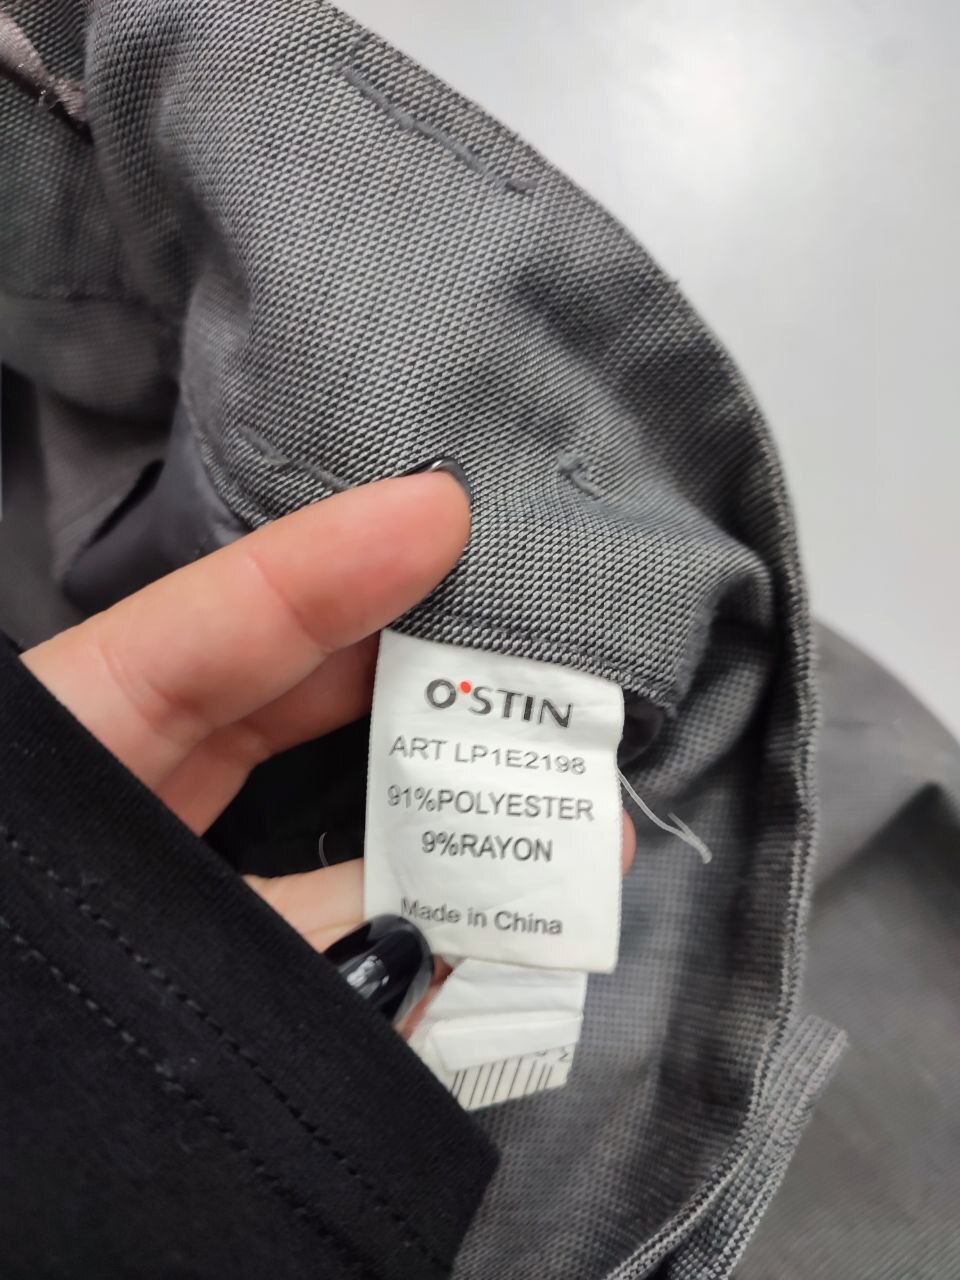 O'STIN
ART LP1E2198
91%POLYESTER
9%RAYON
Made in China